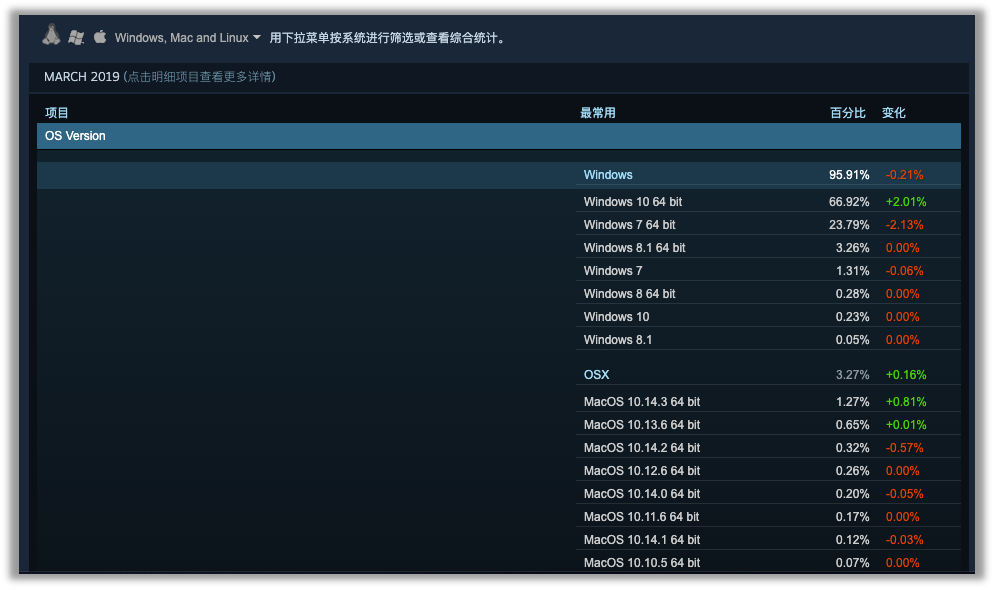 Windows, Mac and Linux 用下拉菜单按系统进行筛选或查看综合统计。
MARCH 2019 (点击明细项目查看更多详情)
项目 最常用 百分比 变化
OS Version
Windows 95.91% -0.21%
Windows 10 64 bit 66.92% +2.01%
Windows 7 64 bit 23.79% -2.13%
Windows 8.1 64 bit 3.26% 0.00%
Windows 7 1.31% -0.06%
Windows 8 64 bit 0.28% 0.00%
Windows 10 0.23% 0.00%
Windows 8.1 0.05% 0.00%
OSX 3.27% +0.16%
MacOS 10.14.3 64 bit 1.27% +0.81%
MacOS 10.13.6 64 bit 0.65% +0.01%
MacOS 10.14.2 64 bit 0.32% -0.57%
MacOS 10.12.6 64 bit 0.26% 0.00%
MacOS 10.14.0 64 bit 0.20% -0.05%
MacOS 10.11.6 64 bit 0.17% 0.00%
MacOS 10.14.1 64 bit 0.12% -0.03%
MacOS 10.10.5 64 bit 0.07% 0.00%